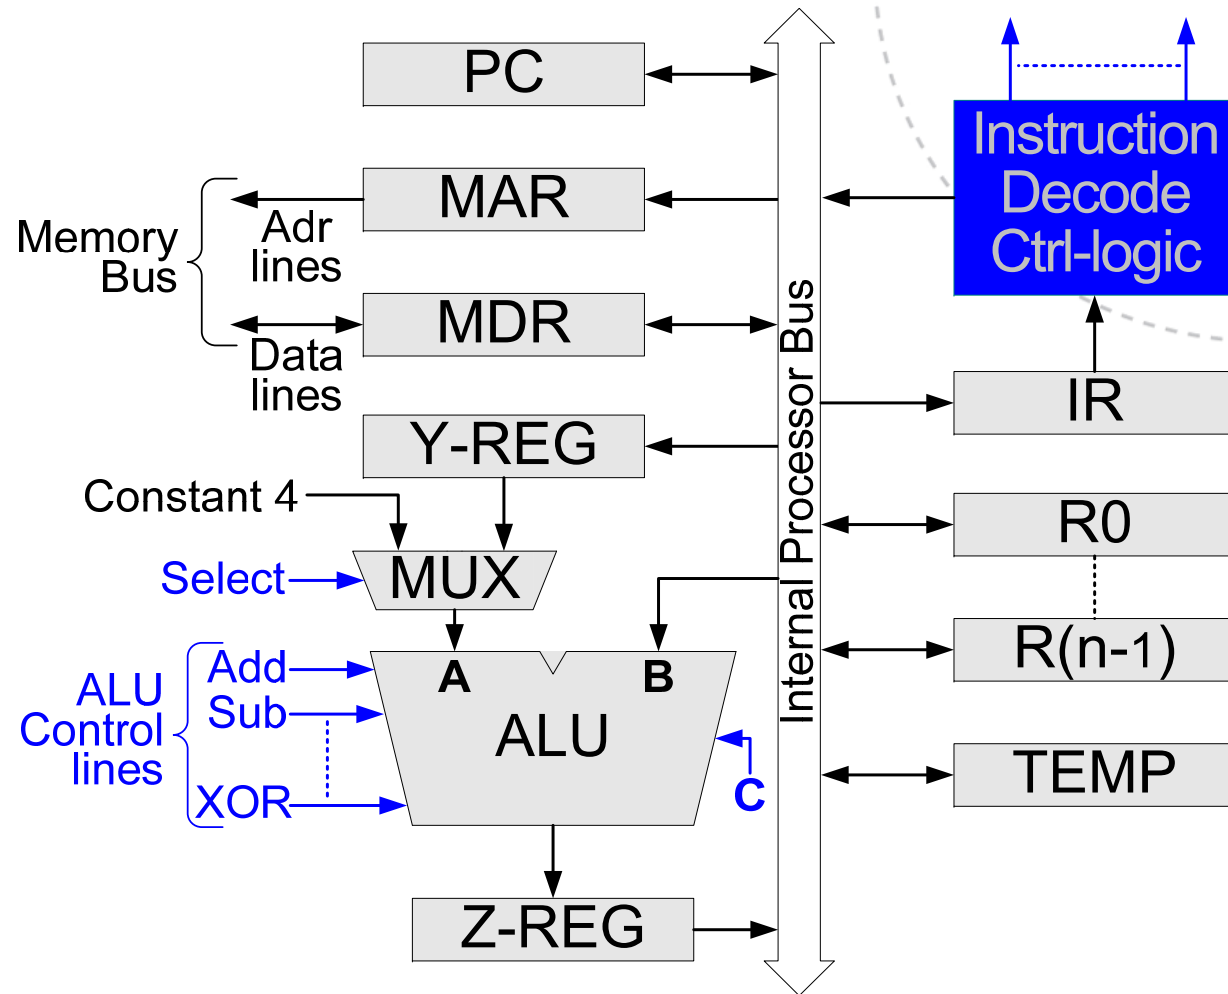 PC
MAR
Memory
Bus
Adr
lines
MDR
Data
lines
Y-REG
Constant 4
Select
MUX
ALU
Control
lines
Add
Sub
XOR
A
B
ALU
C
Z-REG
Internal Processor Bus
Instruction
Decode
Ctrl-logic
IR
R0
R(n-1)
TEMP